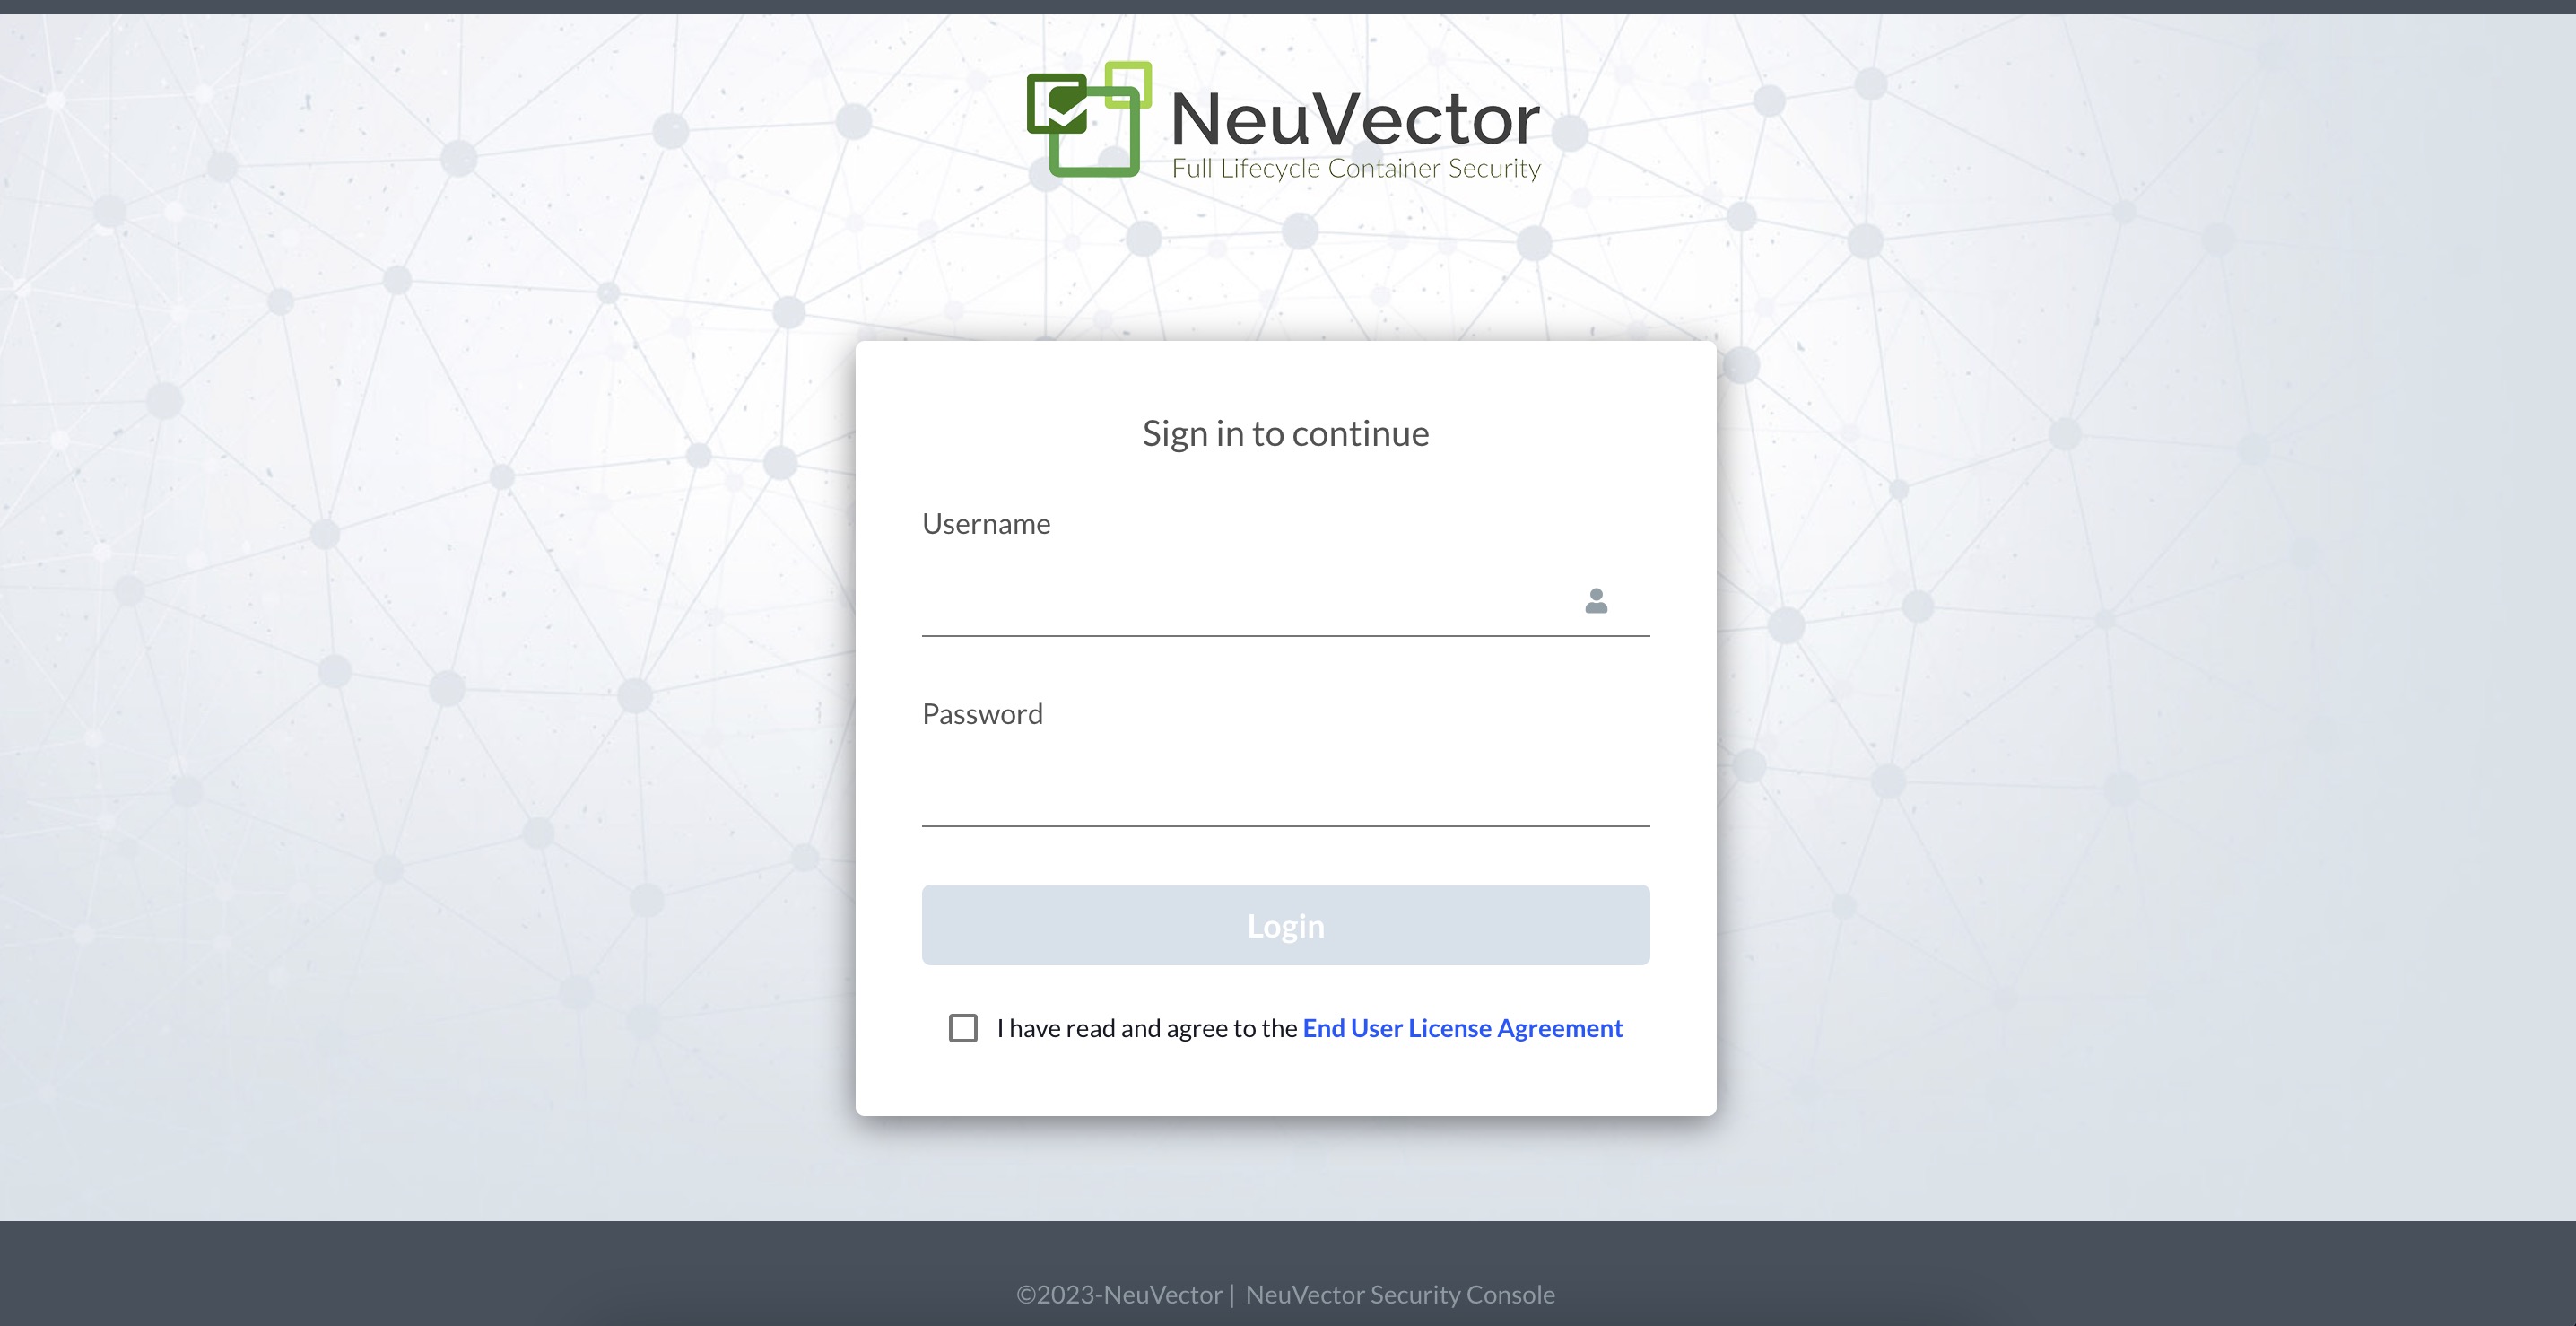 NeuVector
Full Lifecycle Container Security
Sign in to continue
Username
Password
Login
I have read and agree to the End User License Agreement
©2023-NeuVector | NeuVector Security Console